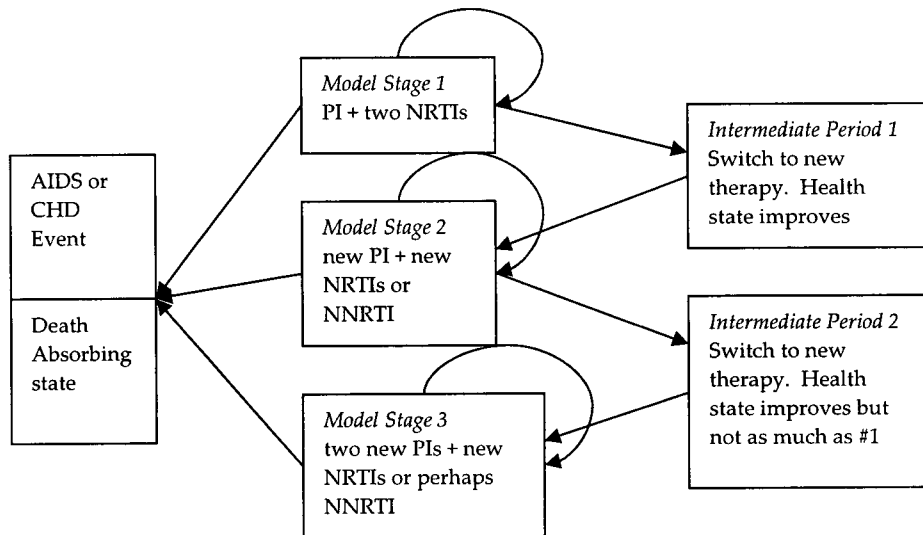 AIDS or
CHD
Event
Death
Absorbing
state
Model Stage 1
PI + two NRTIs
Model Stage 2
new PI + new
NRTIs or
NNRTI
Model Stage 3
two new PIs + new
NRTIs or perhaps
NNRTI
Intermediate Period 1
Switch to new
therapy. Health
state improves
Intermediate Period 2
Switch to new
therapy. Health
state improves but
not as much as #1